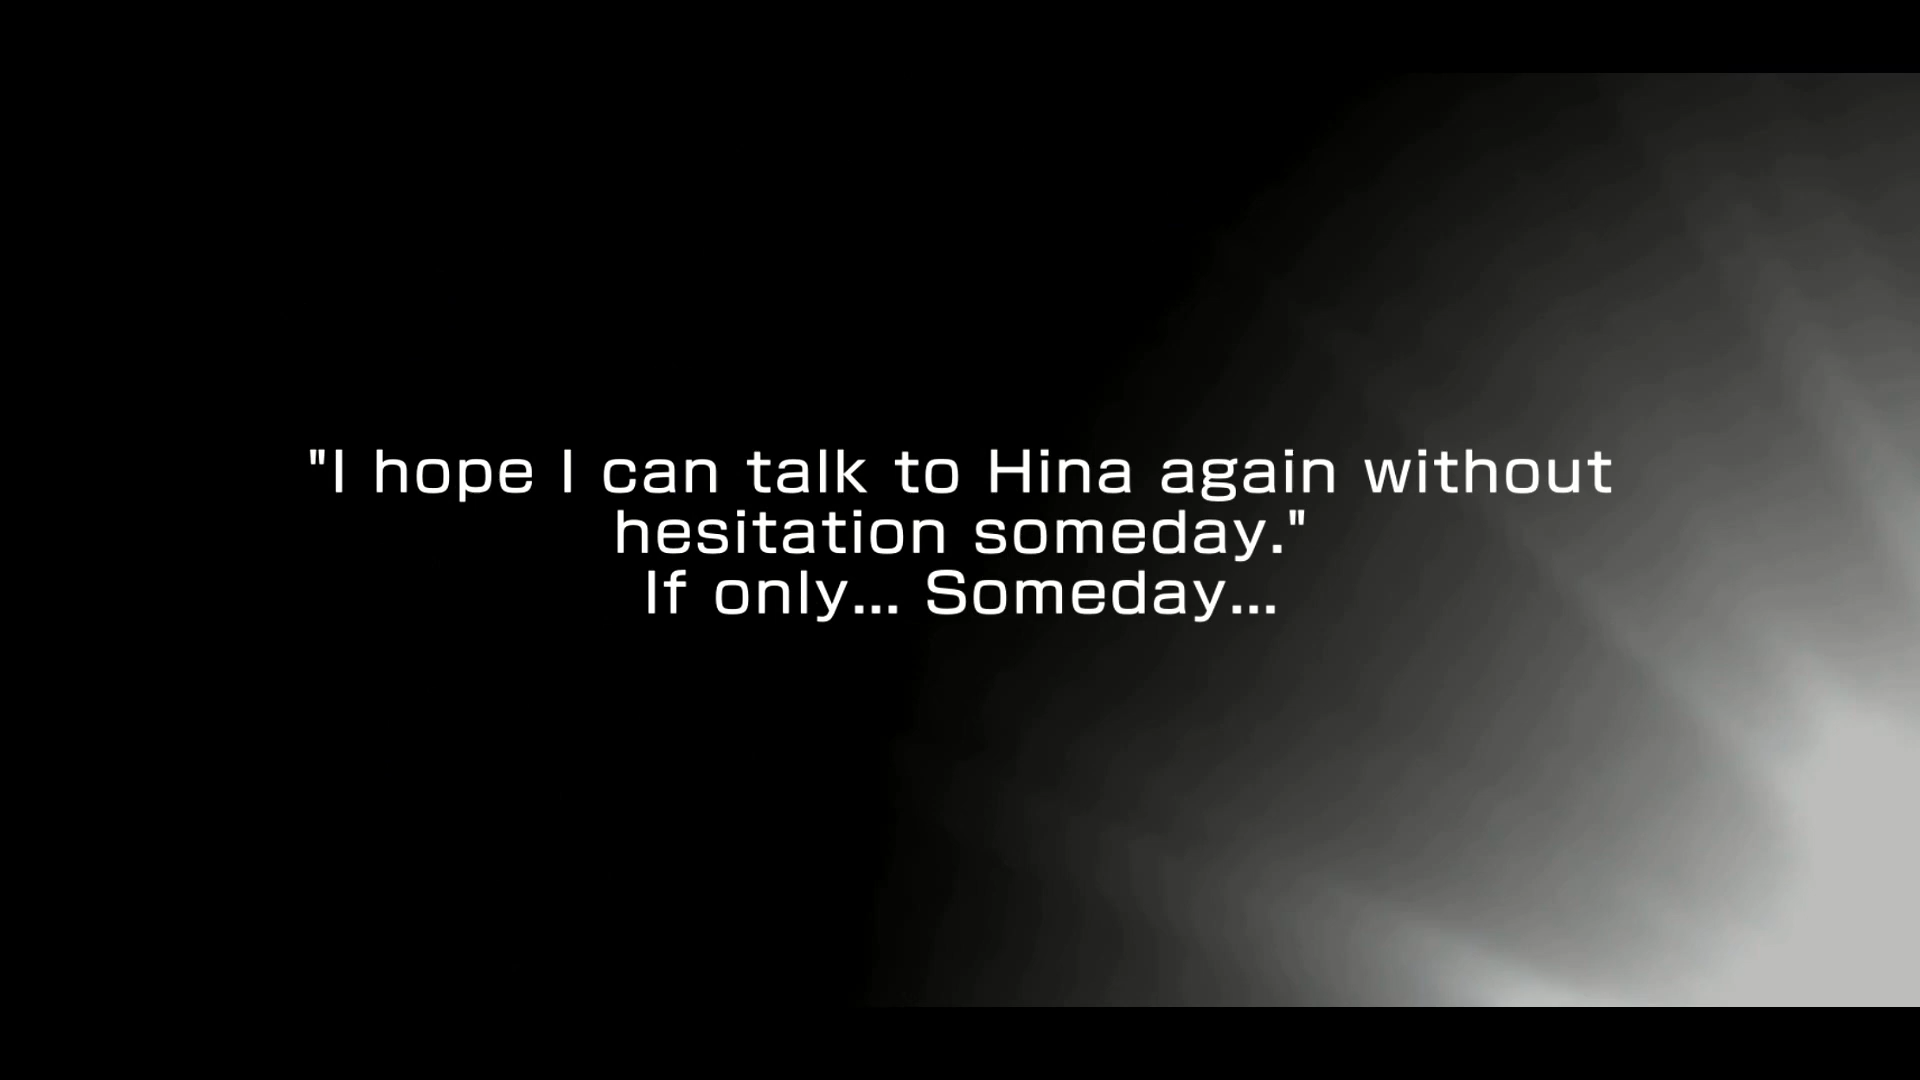 "I hope I can talk to Hina again without
hesitation someday."
If only... Someday...